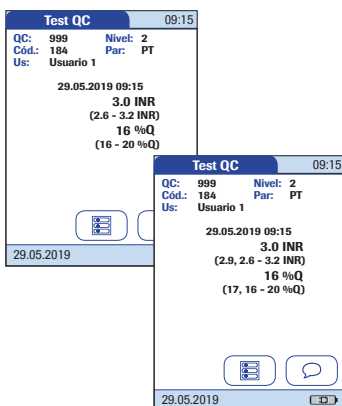 Test QC 09:15
QC: 999 Nivel: 2
Cód.: 184 Par: PT
Us: Usuario 1
29.05.2019 09:15
3.0 INR
(2.6 - 3.2 INR)
16 %Q
(16 - 20 %Q)
29.05.2019
Test QC 09:15
QC: 999 Nivel: 2
Cód.: 184 Par: PT
Us: Usuario 1
29.05.2019 09:15
3.0 INR
(2.9, 2.6 - 3.2 INR)
16 %Q
(17, 16 - 20 %Q)
29.05.2019